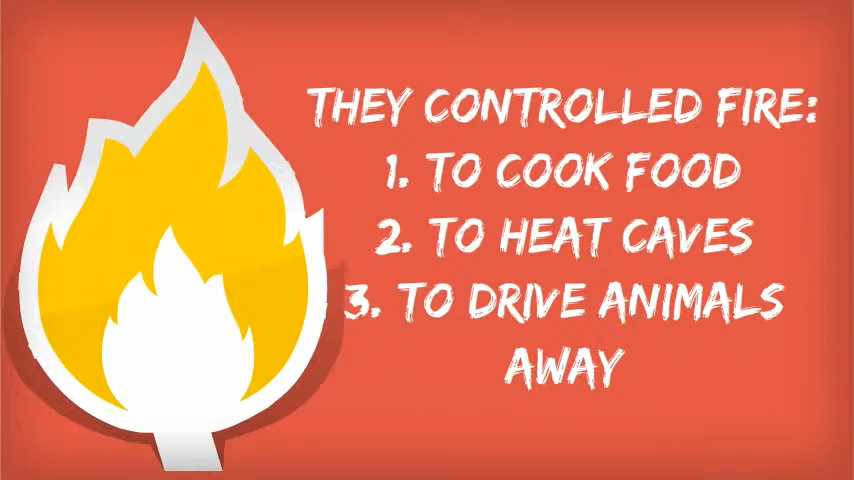 THEY CONTROLLED FIRE:
1. TO COOK FOOD
2. TO HEAT CAVES
3. TO DRIVE ANIMALS
AWAY